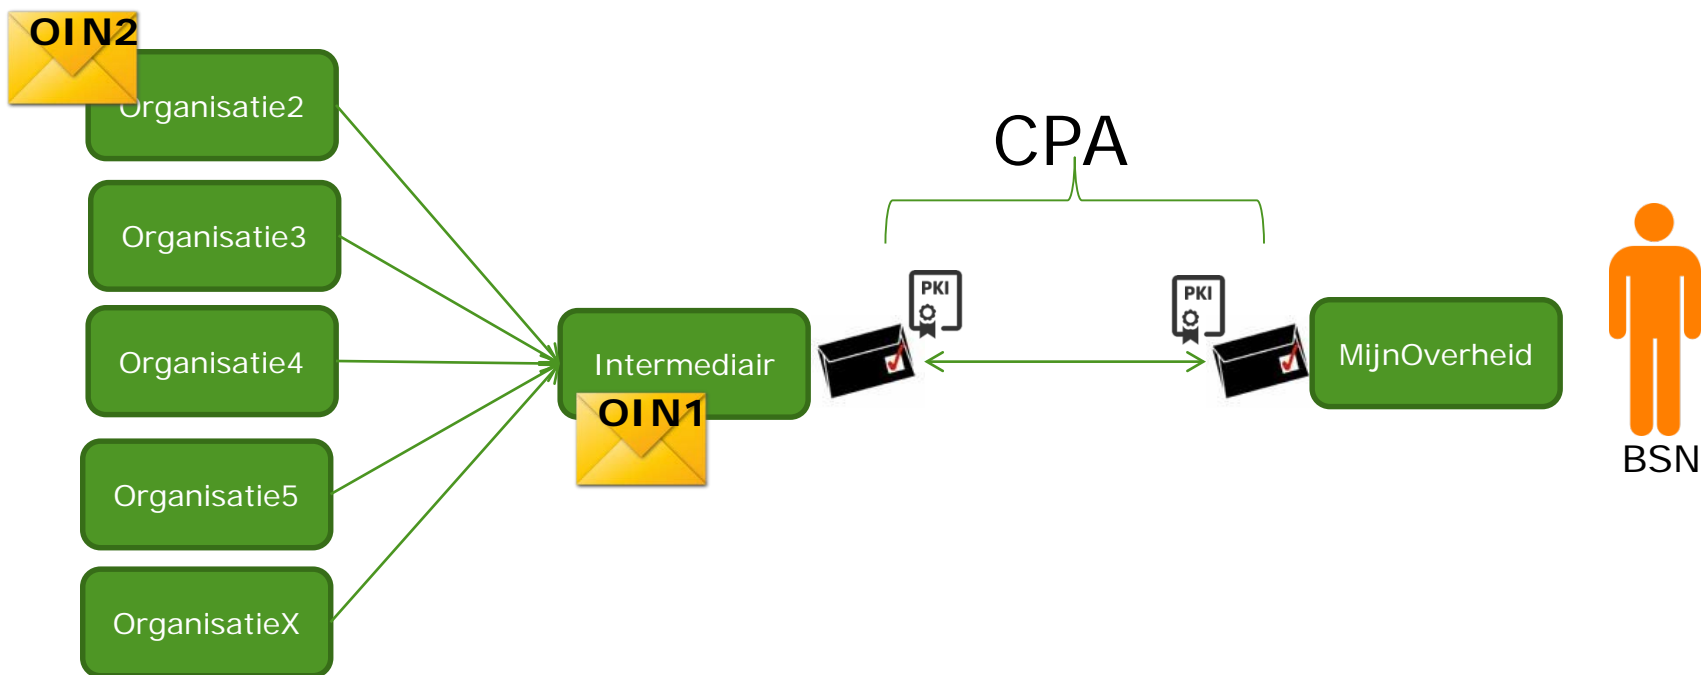 OIN2
Organisatie2
Organisatie3
Organisatie4
Organisatie5
OrganisatieX
Intermediair
OIN1
CPA
PKI
PKI
MijnOverheid
BSN